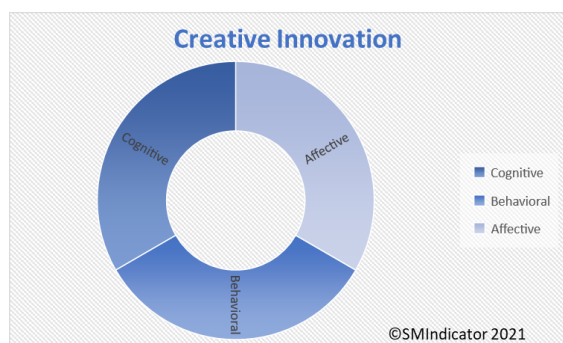 Creative Innovation
Cognitive
Affective
Behavioral
Cognitive
Behavioral
Affective
©SMIndicator 2021